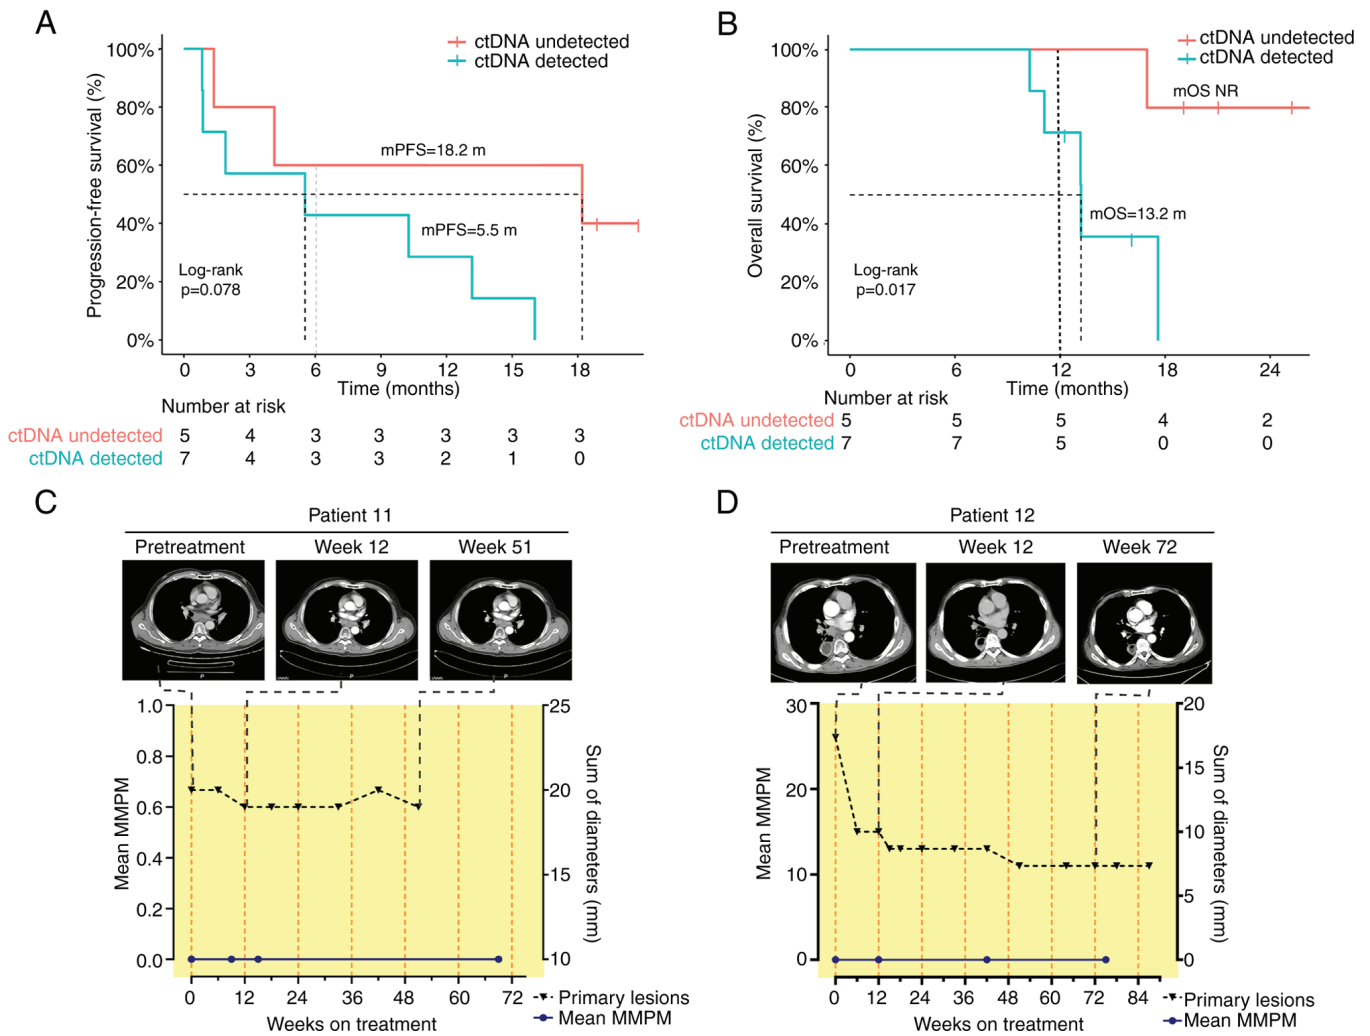 A
100%
80%
60%
40%
20%
0%
Progression-free survival (%)
ctDNA undetected
ctDNA detected
mPFS=18.2 m
mPFS=5.5 m
Log-rank
p=0.078
0 3 6 9 12 15 18
Time (months)
Number at risk
ctDNA undetected 5 4 3 3 3 3 3
ctDNA detected 7 4 3 3 2 1 0
B
100%
80%
60%
40%
20%
0%
Overall survival (%)
ctDNA undetected
ctDNA detected
mOS NR
mOS=13.2 m
Log-rank
p=0.017
0 6 12 18 24
Time (months)
Number at risk
ctDNA undetected 5 5 5 4 2
ctDNA detected 7 7 5 0 0
C
Patient 11
Pretreatment Week 12 Week 51
P P P
1.0
0.8
0.6
0.4
0.2
0.0
Mean MMPM
25
20
15
10
Sum of diameters (mm)
0 12 24 36 48 60 72
Weeks on treatment
Primary lesions
Mean MMPM
D
Patient 12
Pretreatment Week 12 Week 72
30
20
10
0
Mean MMPM
20
15
10
5
0
Sum of diameters (mm)
0 12 24 36 48 60 72 84
Weeks on treatment
Primary lesions
Mean MMPM